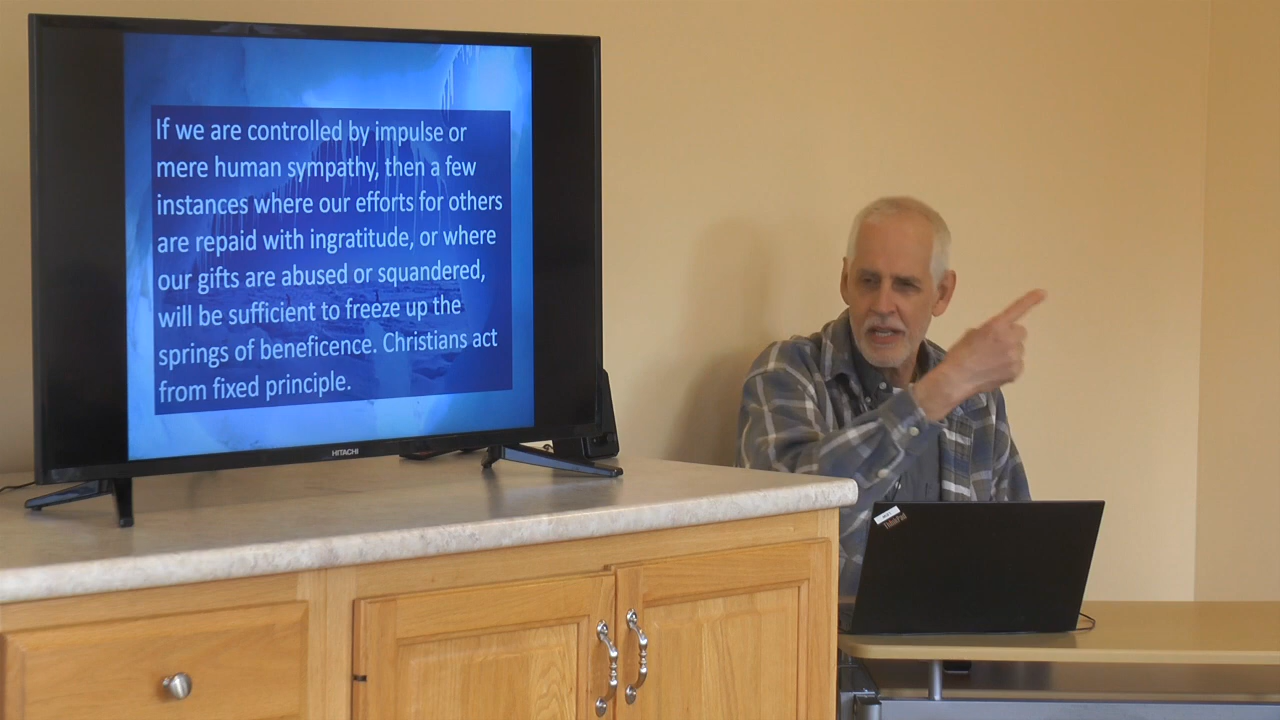 If we are controlled by impulse or
mere human sympathy, then a few
instances where our efforts for others
are repaid with ingratitude, or where
our gifts are abused or squandered,
will be sufficient to freeze up the
springs of beneficence. Christians act
from fixed principle.
HITACHI
ThinkPad